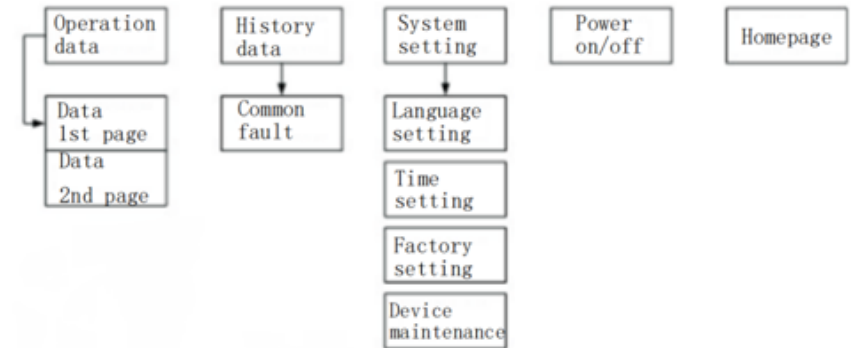 Operation
data
History
data
System
setting
Power
on/off
Homepage
Data
1st page
Data
2nd page
Common
fault
Language
setting
Time
setting
Factory
setting
Device
maintenance